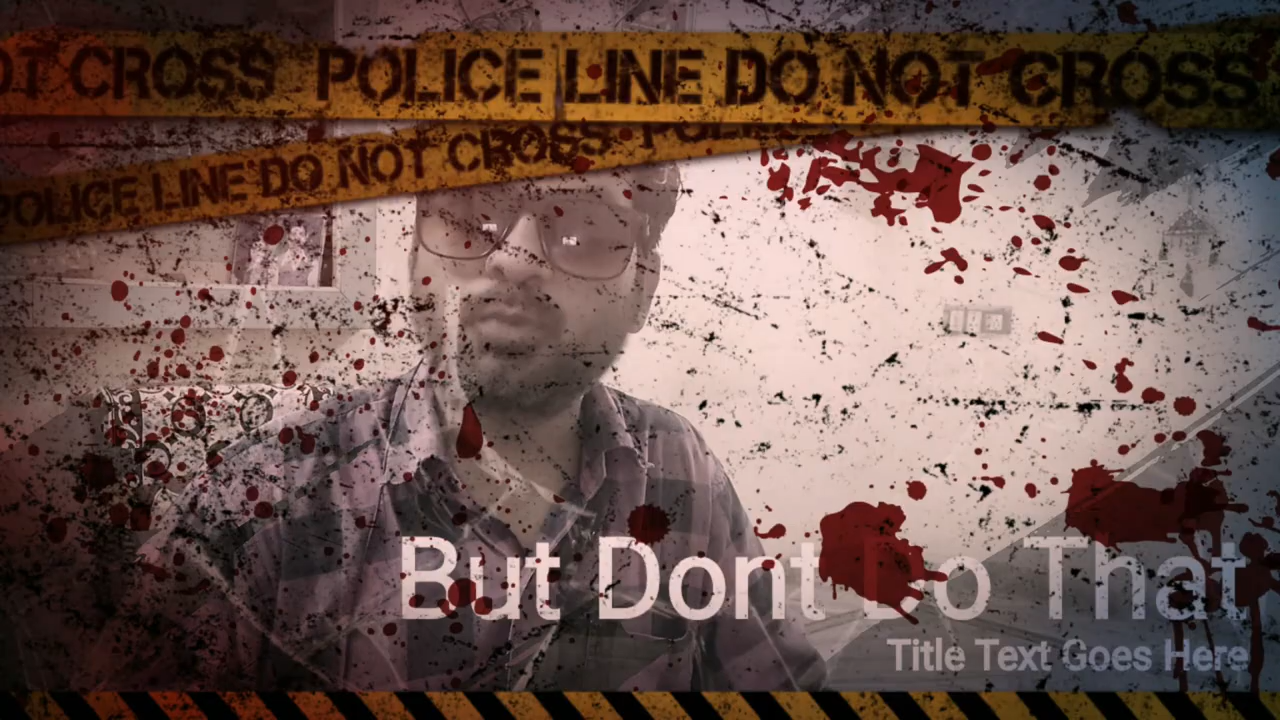 OT CROSS POLICE LINE DO NOT CROSS
POLICE LINE DO NOT CROSS POLICE
But Dont Do That
Title Text Goes Here